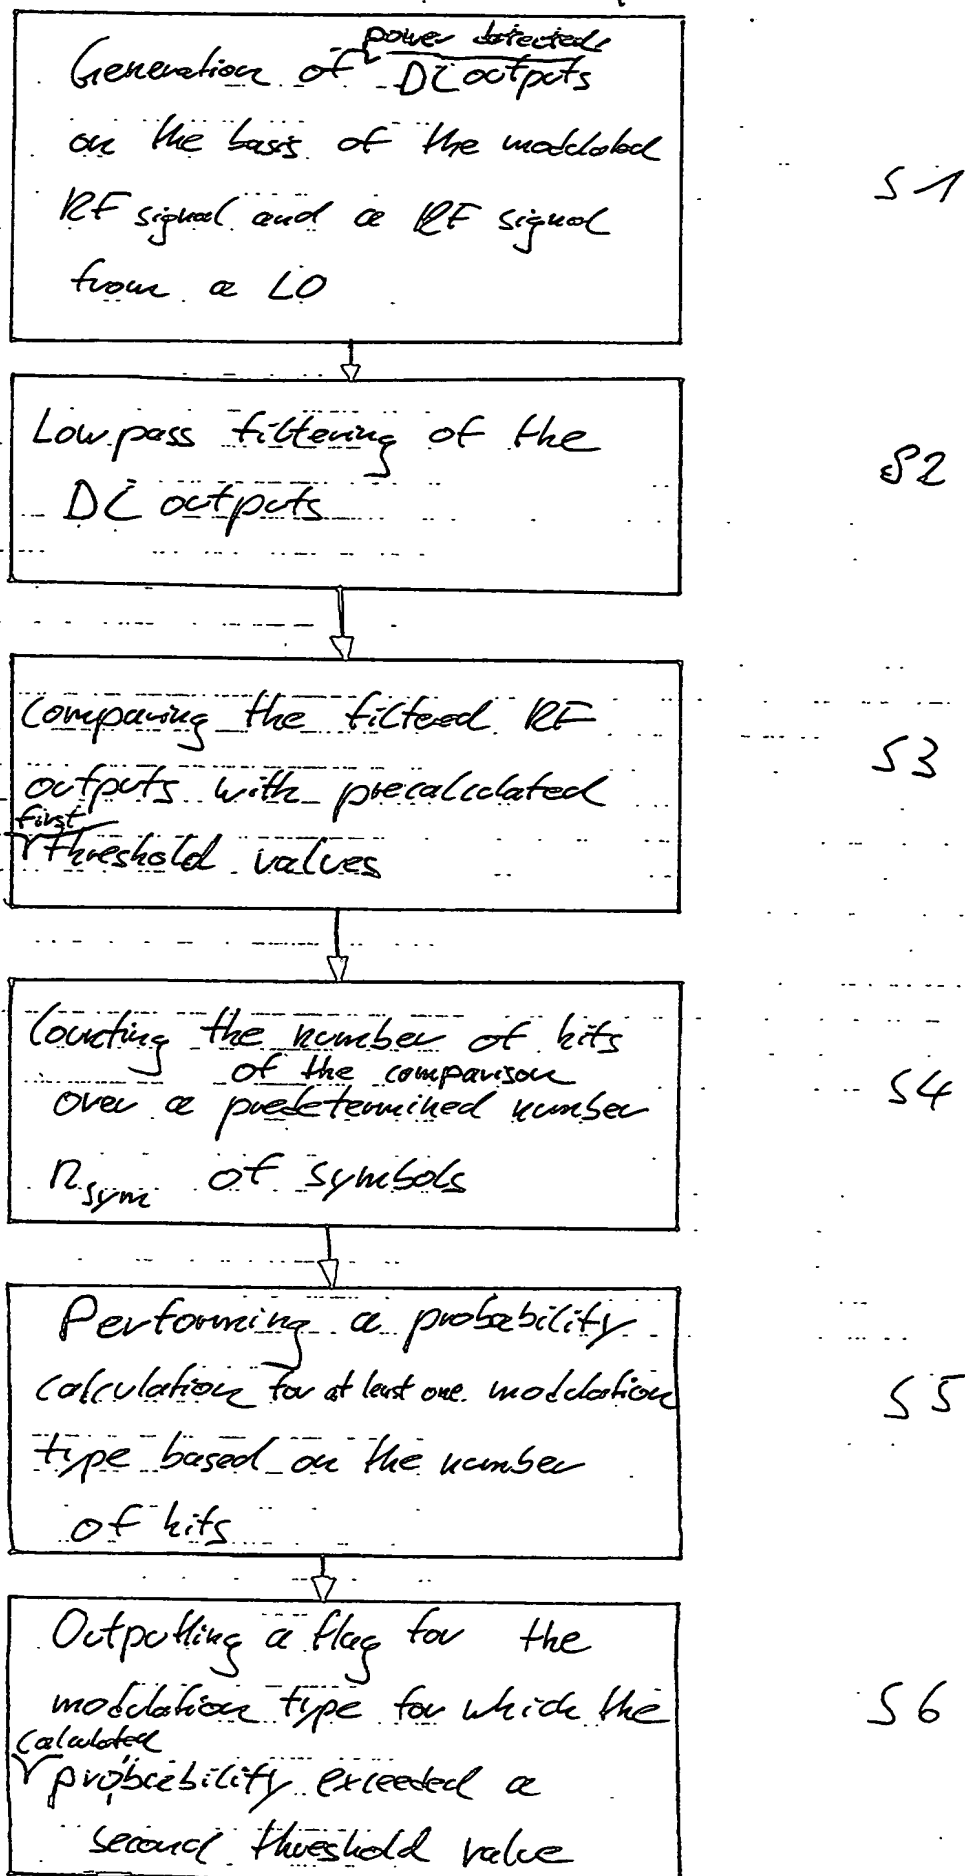 power detected
Generation of DC outputs
on the basis of the modulated
RF signal and a RF signal
from a LO
S1
Low pass filtering of the
DC outputs
S2
Comparing the filtered RF
outputs with precalculated
first
threshold values
S3
Counting the number of hits
of the comparison
over a predetermined number
nsym of symbols
S4
Performing a probability
calculation for at least one modulation
type based on the number
of hits
S5
Outputting a flag for the
modulation type for which the
calculated
probability exceeded a
second threshold value
S6